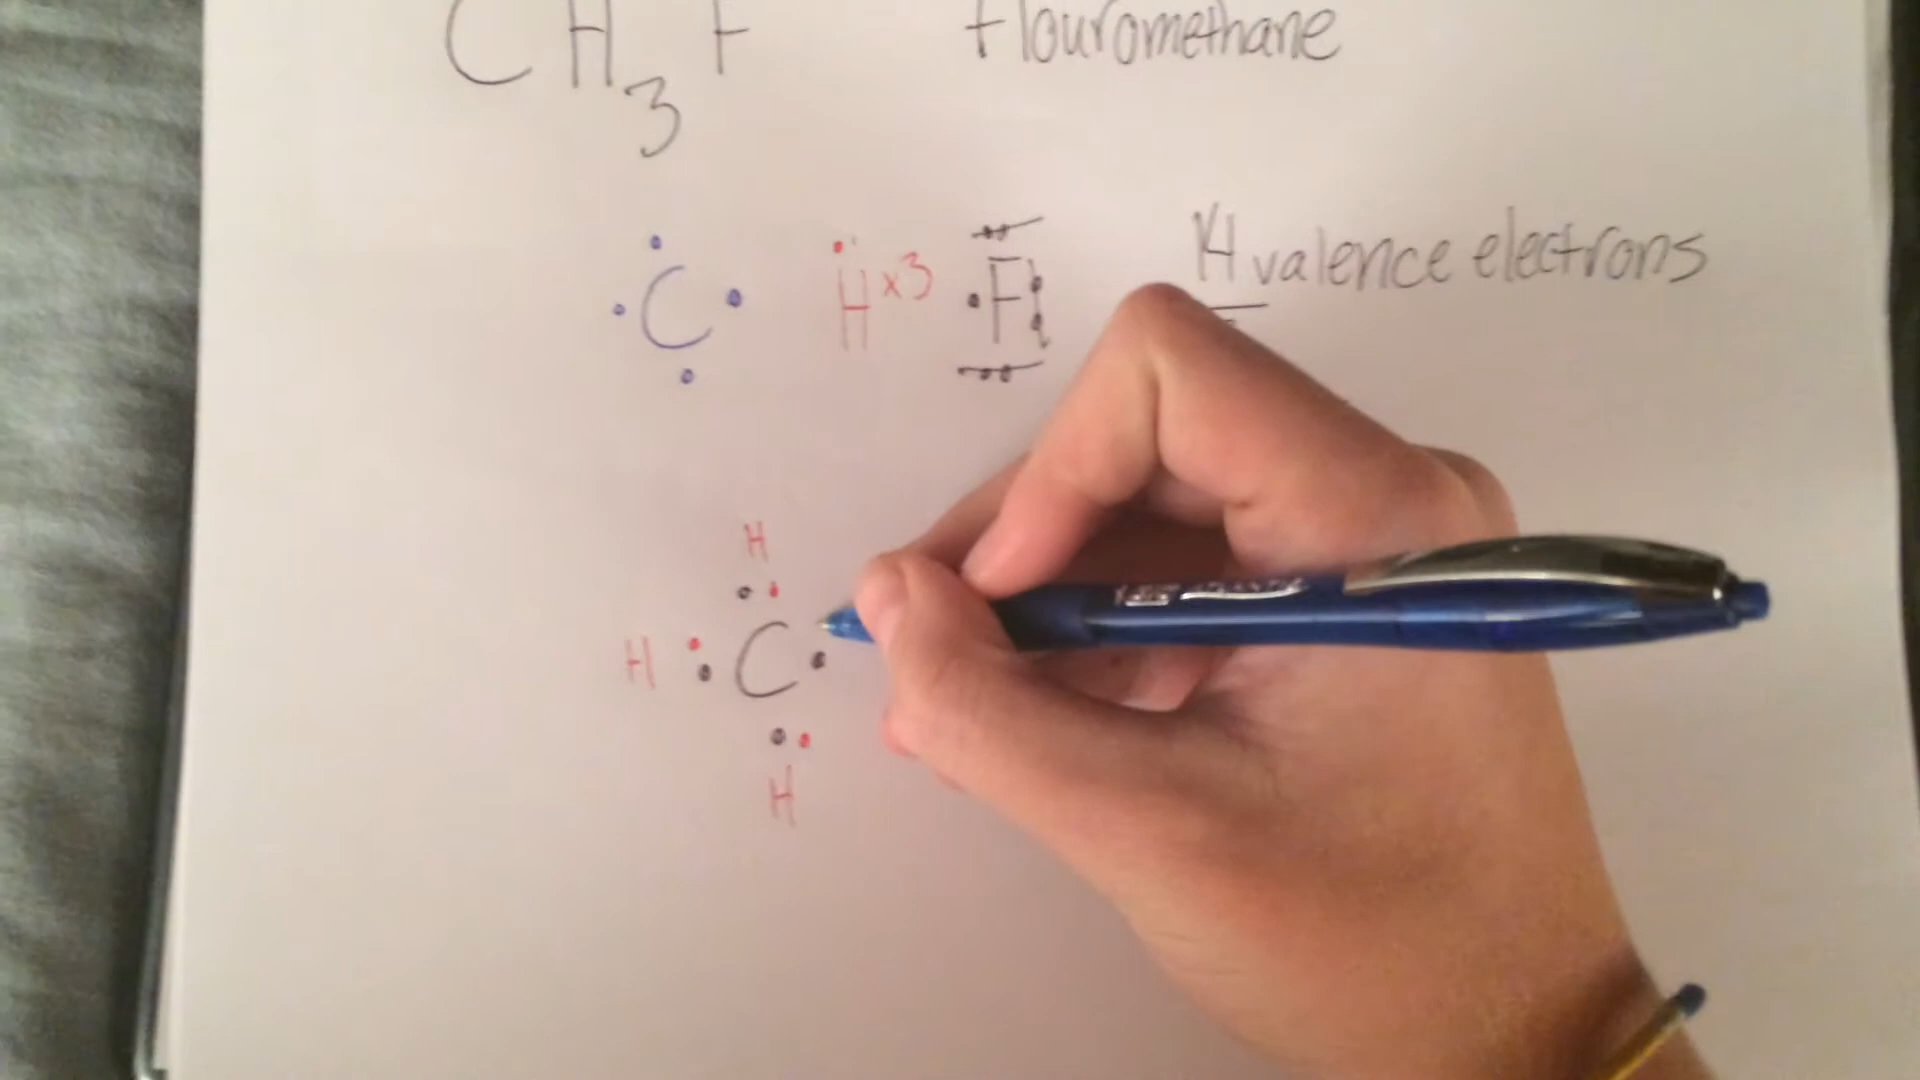 CH3F flouromethane
C H x3 F 14 valence electrons
H
H C
H